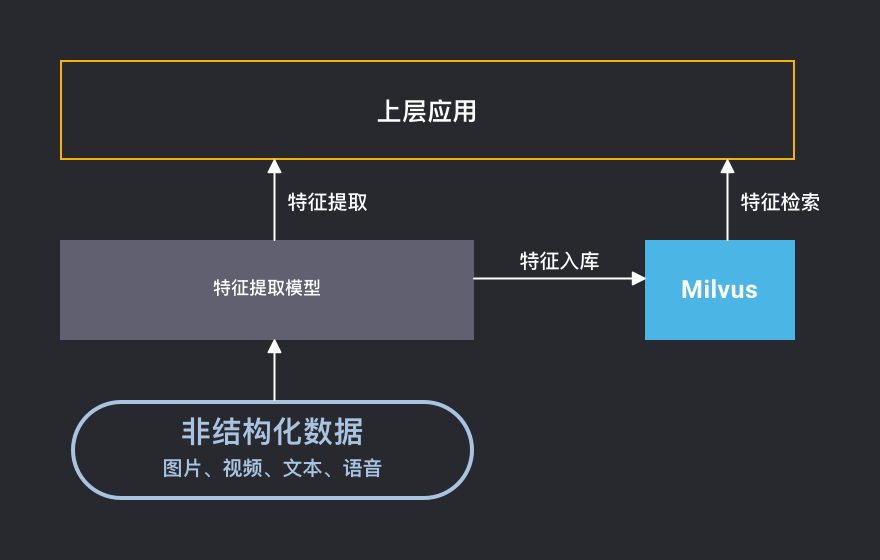 上层应用
特征提取
特征检索
特征入库
特征提取模型
Milvus
非结构化数据
图片、视频、文本、语音